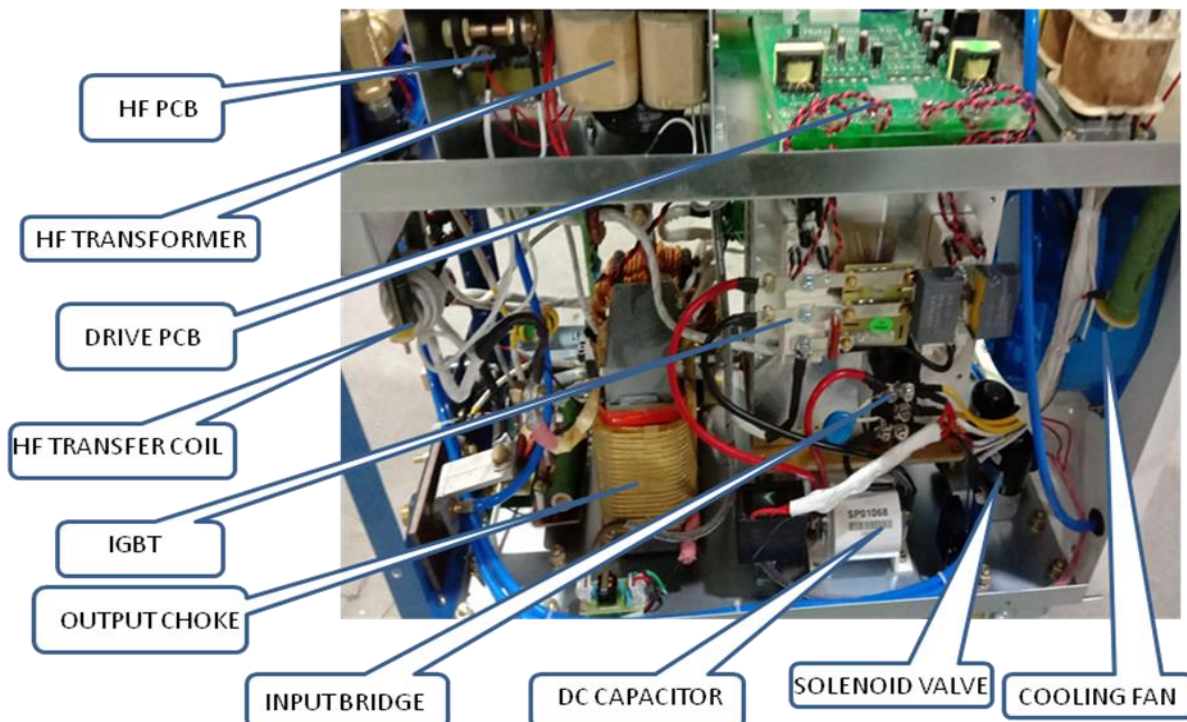 HF PCB
HF TRANSFORMER
DRIVE PCB
HF TRANSFER COIL
IGBT
OUTPUT CHOKE
SP01068
INPUT BRIDGE
DC CAPACITOR
SOLENOID VALVE
COOLING FAN